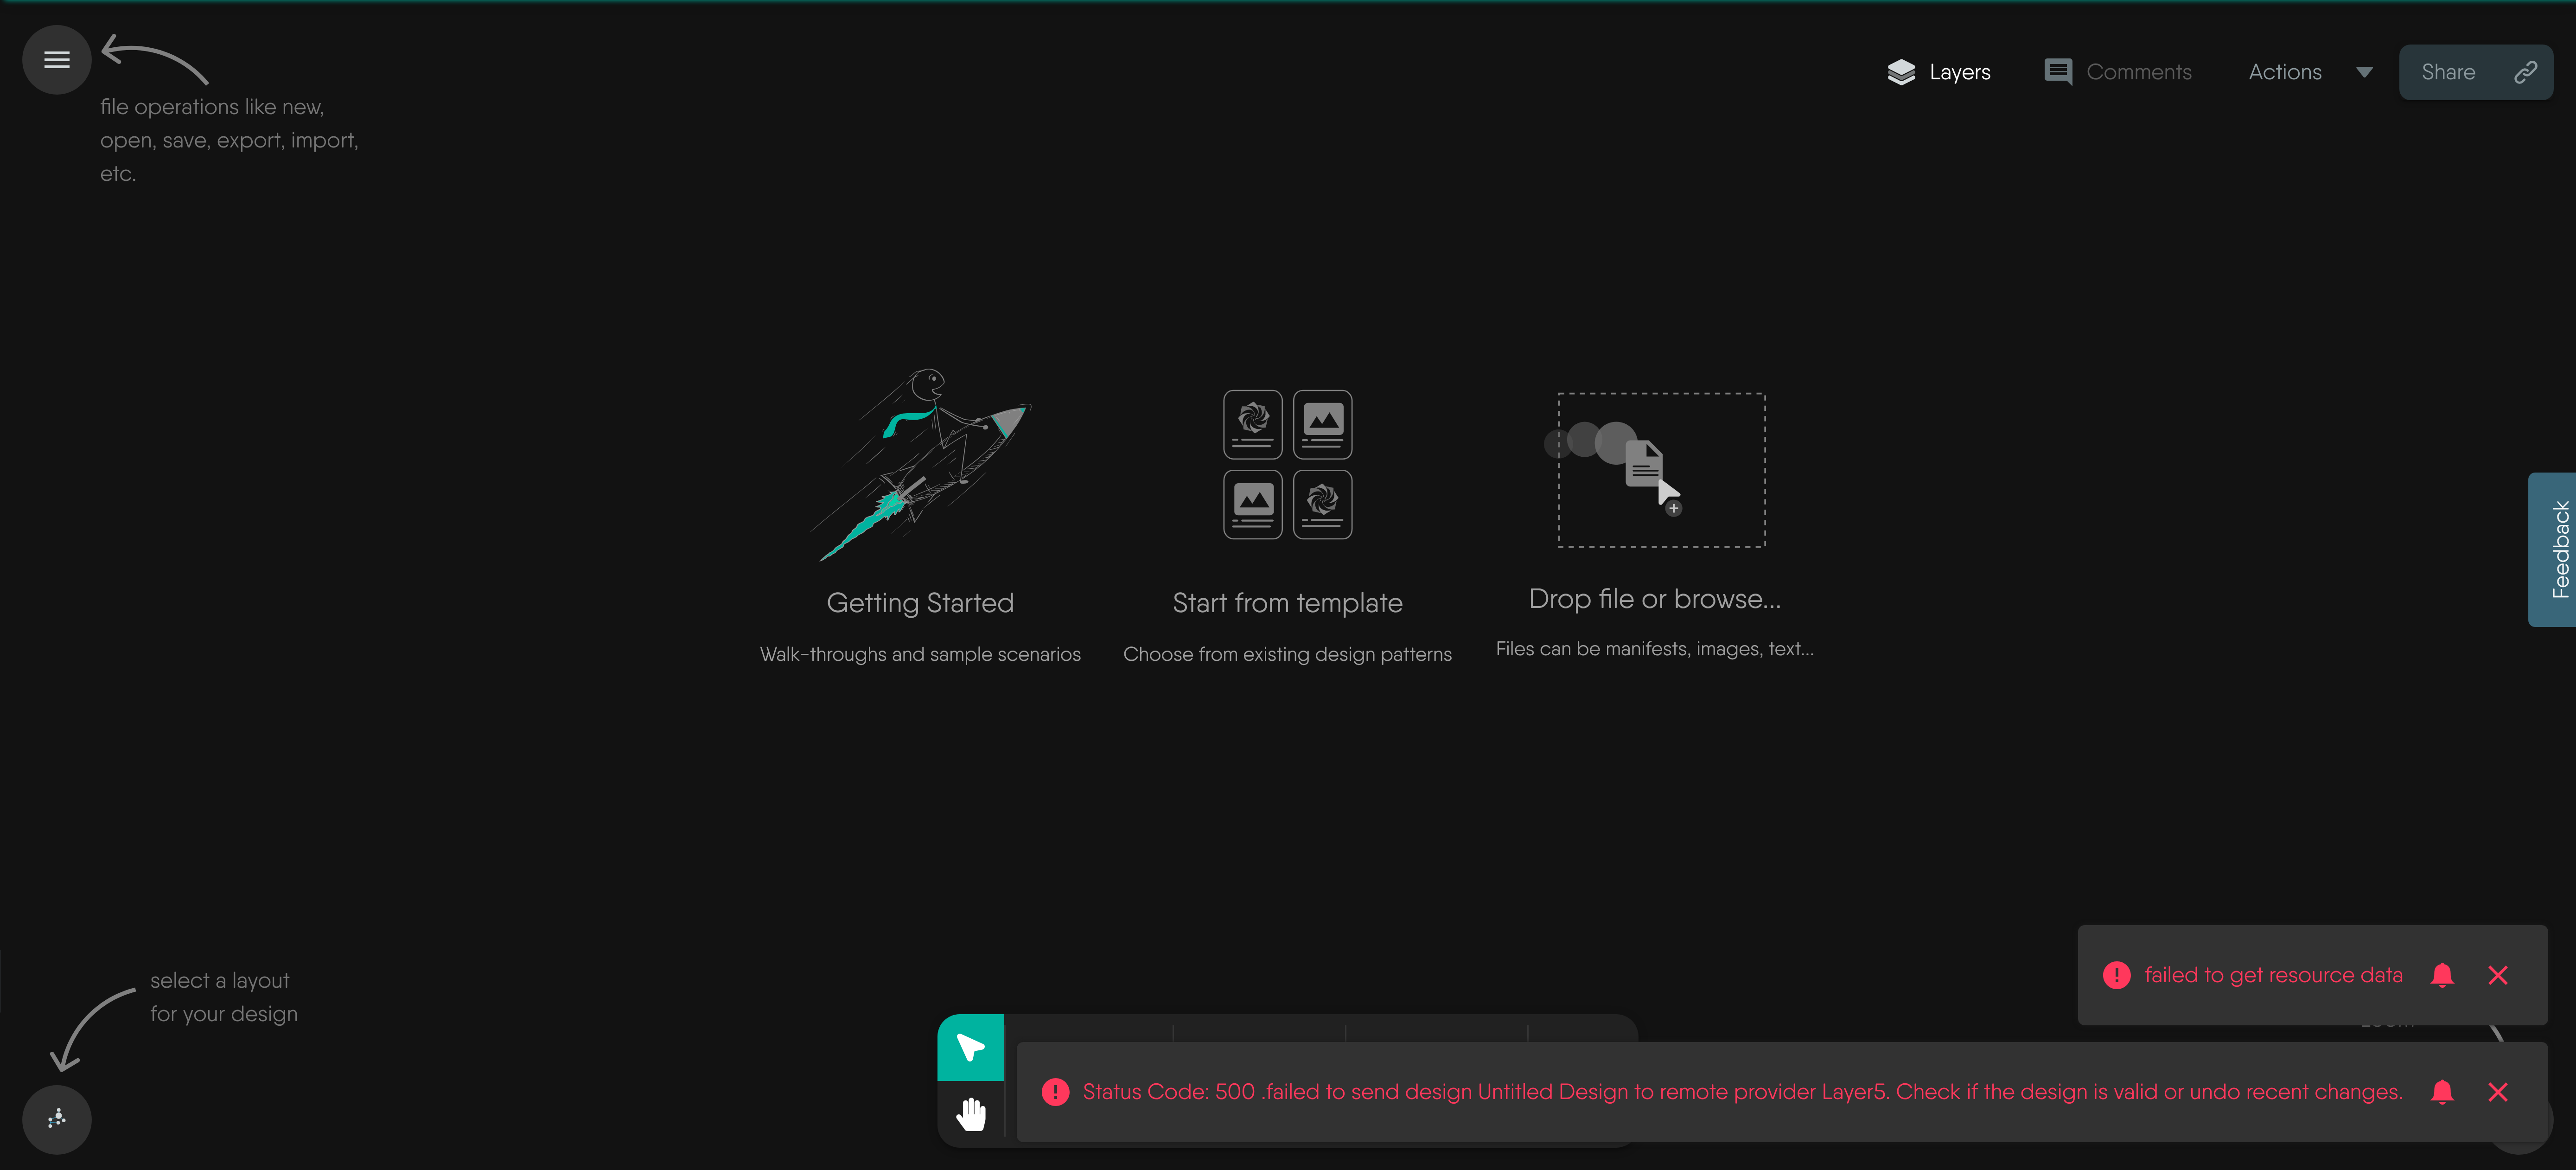 file operations like new,
open, save, export, import,
etc.
Layers
Comments
Actions
Share
Getting Started
Walk-throughs and sample scenarios
Start from template
Choose from existing design patterns
Drop file or browse...
Files can be manifests, images, text...
Feedback
select a layout
for your design
failed to get resource data
Status Code: 500 .failed to send design Untitled Design to remote provider Layer5. Check if the design is valid or undo recent changes.